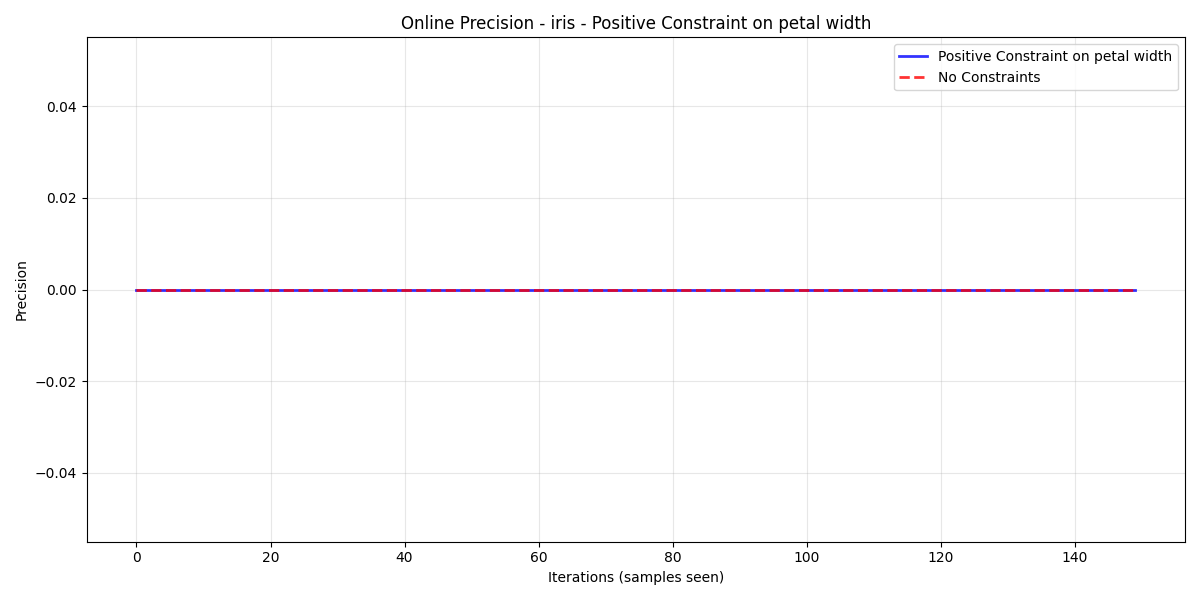 Online Precision - iris - Positive Constraint on petal width
Positive Constraint on petal width
No Constraints
0.04
0.02
0.00
−0.02
−0.04
Precision
0 20 40 60 80 100 120 140
Iterations (samples seen)